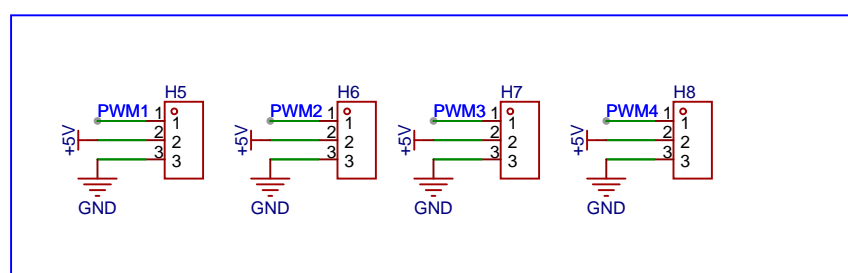 H5 H6 H7 H8
PWM1 1 1 PWM2 1 1 PWM3 1 1 PWM4 1 1
+5V 2 2 +5V 2 2 +5V 2 2 +5V 2 2
3 3 3 3 3 3 3 3
GND GND GND GND